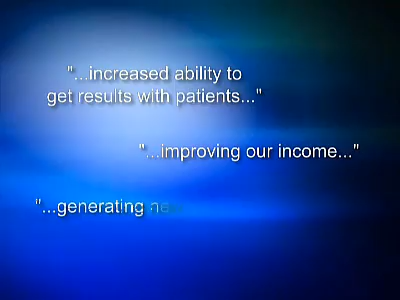 "...increased ability to
get results with patients..."
"...improving our income..."
"...generating